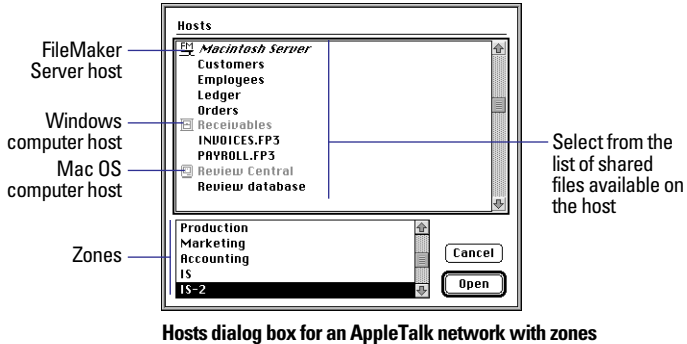 Hosts
FM
Macintosh Server
Customers
Employees
Ledger
Orders
Receivables
INVOICES.FP3
PAYROLL.FP3
Review Central
Review database
Production
Marketing
Accounting
IS
IS-2
Cancel
Open
FileMaker
Server host
Windows
computer host
Mac OS
computer host
Zones
Select from the
list of shared
files available on
the host
Hosts dialog box for an AppleTalk network with zones